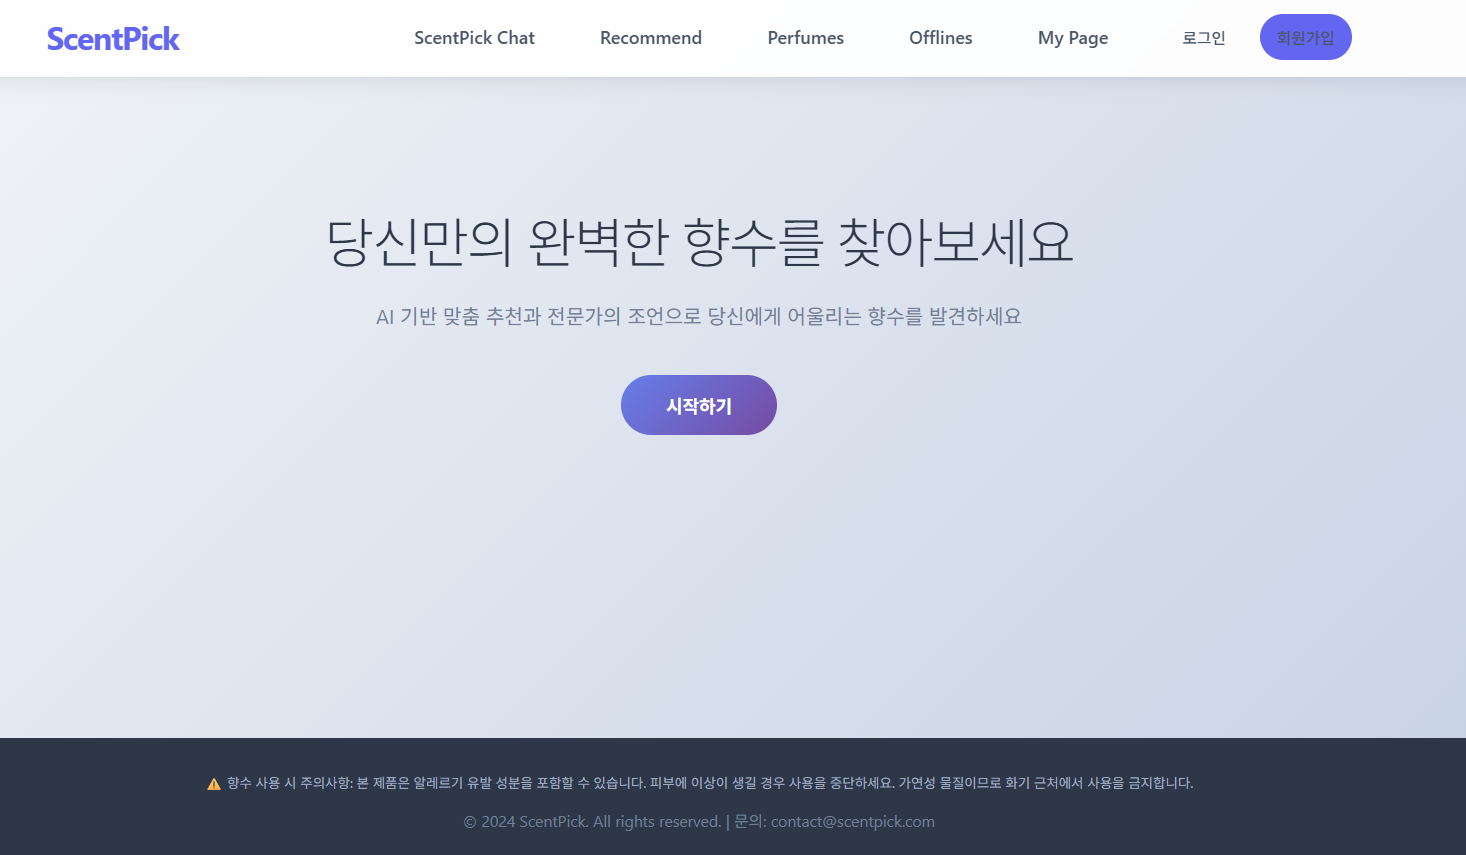 ScentPick
ScentPick Chat
Recommend
Perfumes
Offlines
My Page
로그인
회원가입
당신만의 완벽한 향수를 찾아보세요
AI 기반 맞춤 추천과 전문가의 조언으로 당신에게 어울리는 향수를 발견하세요
시작하기
⚠️ 향수 사용 시 주의사항: 본 제품은 알레르기 유발 성분을 포함할 수 있습니다. 피부에 이상이 생길 경우 사용을 중단하세요. 가연성 물질이므로 화기 근처에서 사용을 금지합니다.
© 2024 ScentPick. All rights reserved. | 문의: contact@scentpick.com